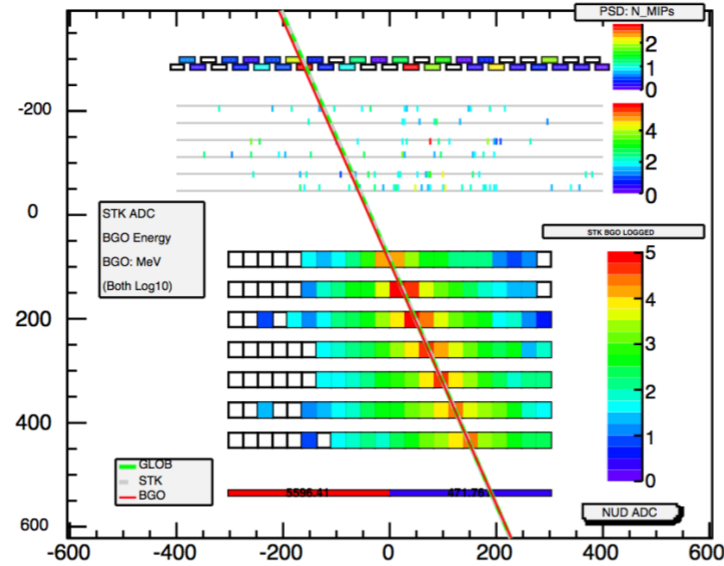 PSD: N_MIPs
2
1
0
-200
4
2
0
0
STK ADC
BGO Energy
BGO: MeV
(Both Log10)
STK BGO LOGGED
5
4
3
2
1
0
200
400
GLOB
STK
BGO
5596.41
471.76
NUD ADC
600
-600
-400
-200
0
200
400
600